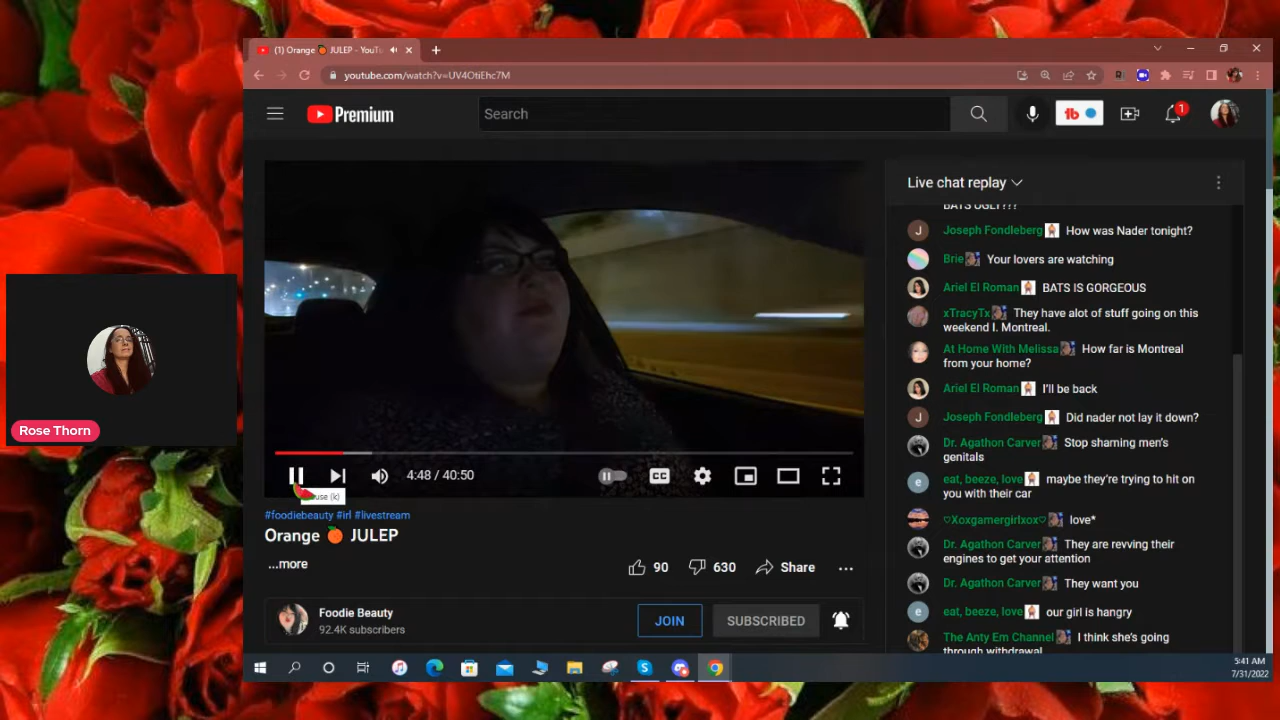 (1) Orange 🍊 JULEP - YouTu
youtube.com/watch?v=UV4OtiEhc7M
Premium
Search
1
Live chat replay
BATS UGLY???
Joseph Fondleberg How was Nader tonight?
Brie Your lovers are watching
Ariel El Roman BATS IS GORGEOUS
xTracyTx They have alot of stuff going on this
weekend I. Montreal.
At Home With Melissa How far is Montreal
from your home?
Ariel El Roman I'll be back
Joseph Fondleberg Did nader not lay it down?
Dr. Agathon Carver Stop shaming men's
genitals
eat, beeze, love maybe they're trying to hit on
you with their car
♡Xoxgamergirlxox♡ love*
Dr. Agathon Carver They are revving their
engines to get your attention
Dr. Agathon Carver They want you
eat, beeze, love our girl is hangry
The Anty Em Channel I think she's going
through withdrawal
Rose Thorn
4:48 / 40:50
CC
#foodiebeauty #irl #livestream
Orange 🍊 JULEP
...more
90
630
Share
Foodie Beauty
92.4K subscribers
JOIN
SUBSCRIBED
5:41 AM
7/31/2022